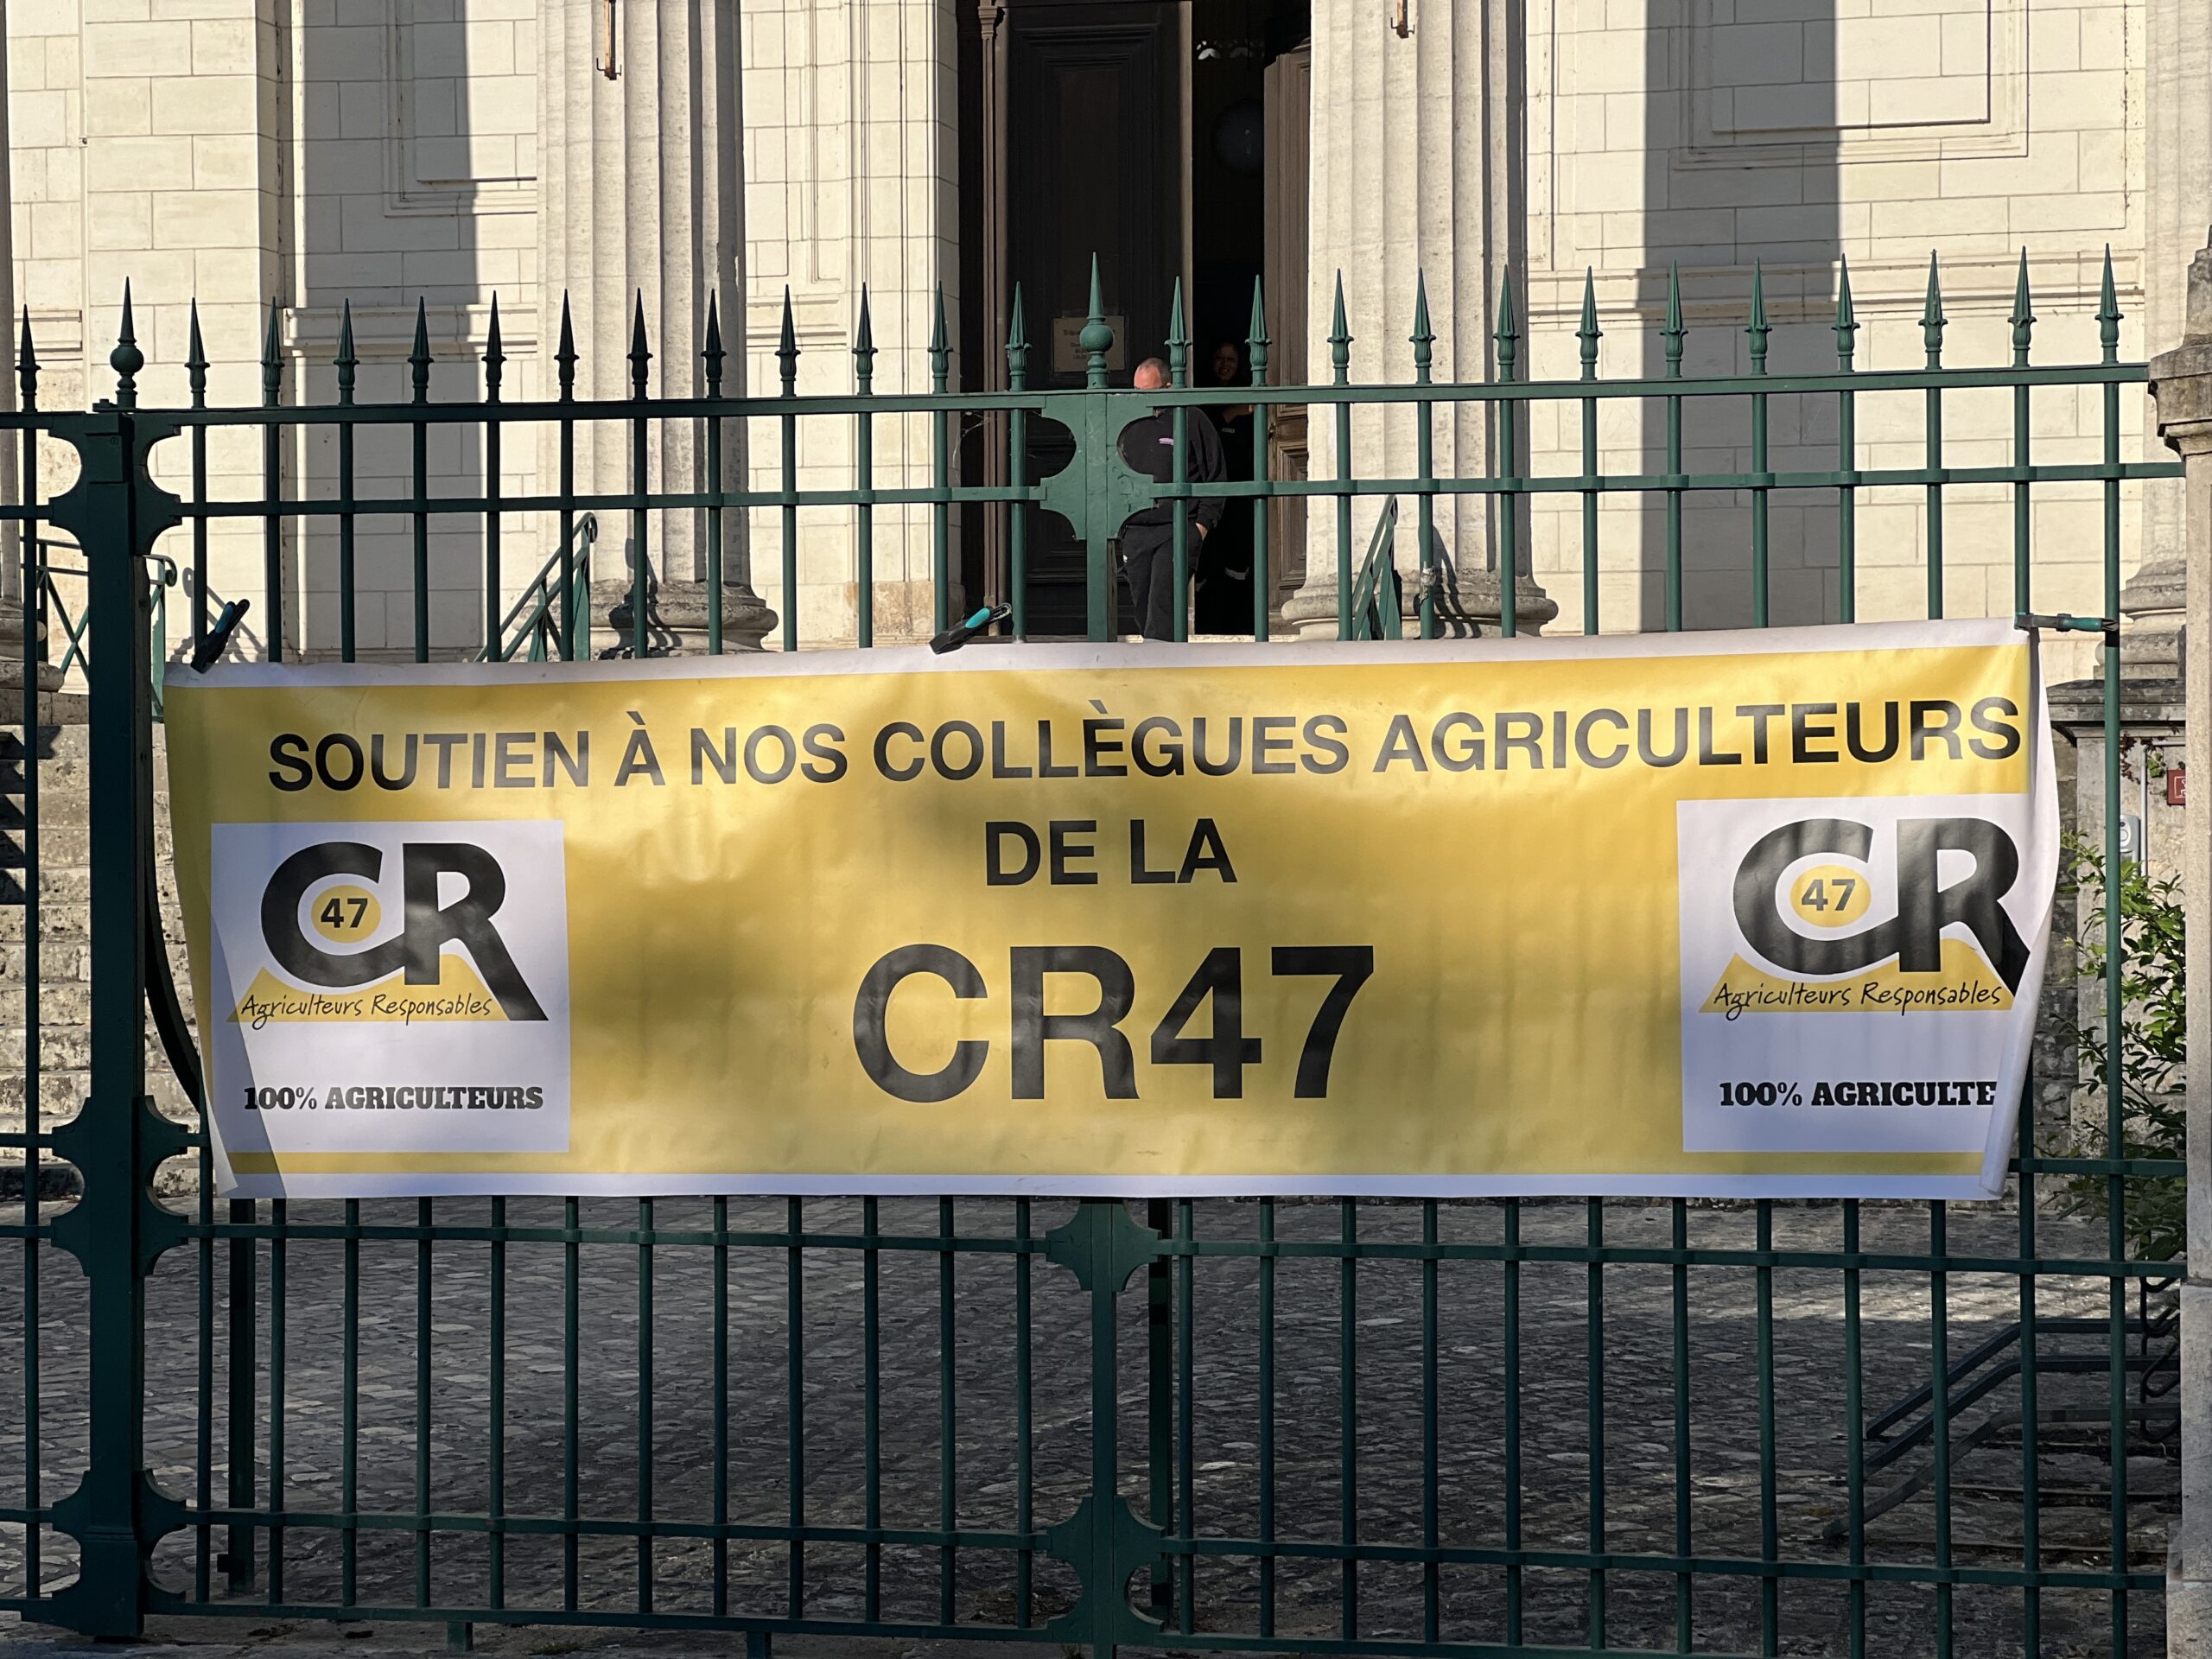 SOUTIEN À NOS COLLÈGUES AGRICULTEURS
DE LA
CR47
CR
47
Agriculteurs Responsables
100% AGRICULTEURS
CR
47
Agriculteurs Responsables
100% AGRICULTE